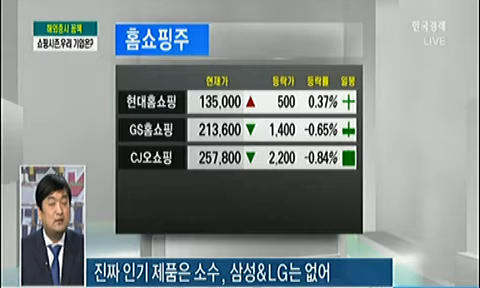 해외증시 꿈꿰
쇼핑시즌,우리 기업은?
홈쇼핑주
한국경제
LIVE
현재가 등락가 등락률 일봉
현대홈쇼핑 135,000 ▲ 500 0.37%
GS홈쇼핑 213,600 ▼ 1,400 -0.65%
CJ오쇼핑 257,800 ▼ 2,200 -0.84%
진짜 인기 제품은 소수, 삼성&LG는 없어